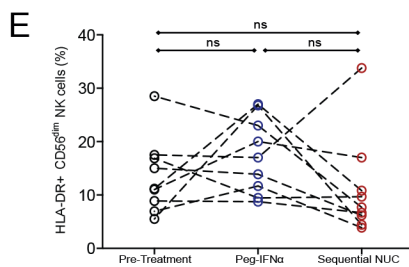 E
ns
ns
ns
HLA-DR+ CD56dim NK cells (%)
40
30
20
10
0
Pre-Treatment
Peg-IFNα
Sequential NUC